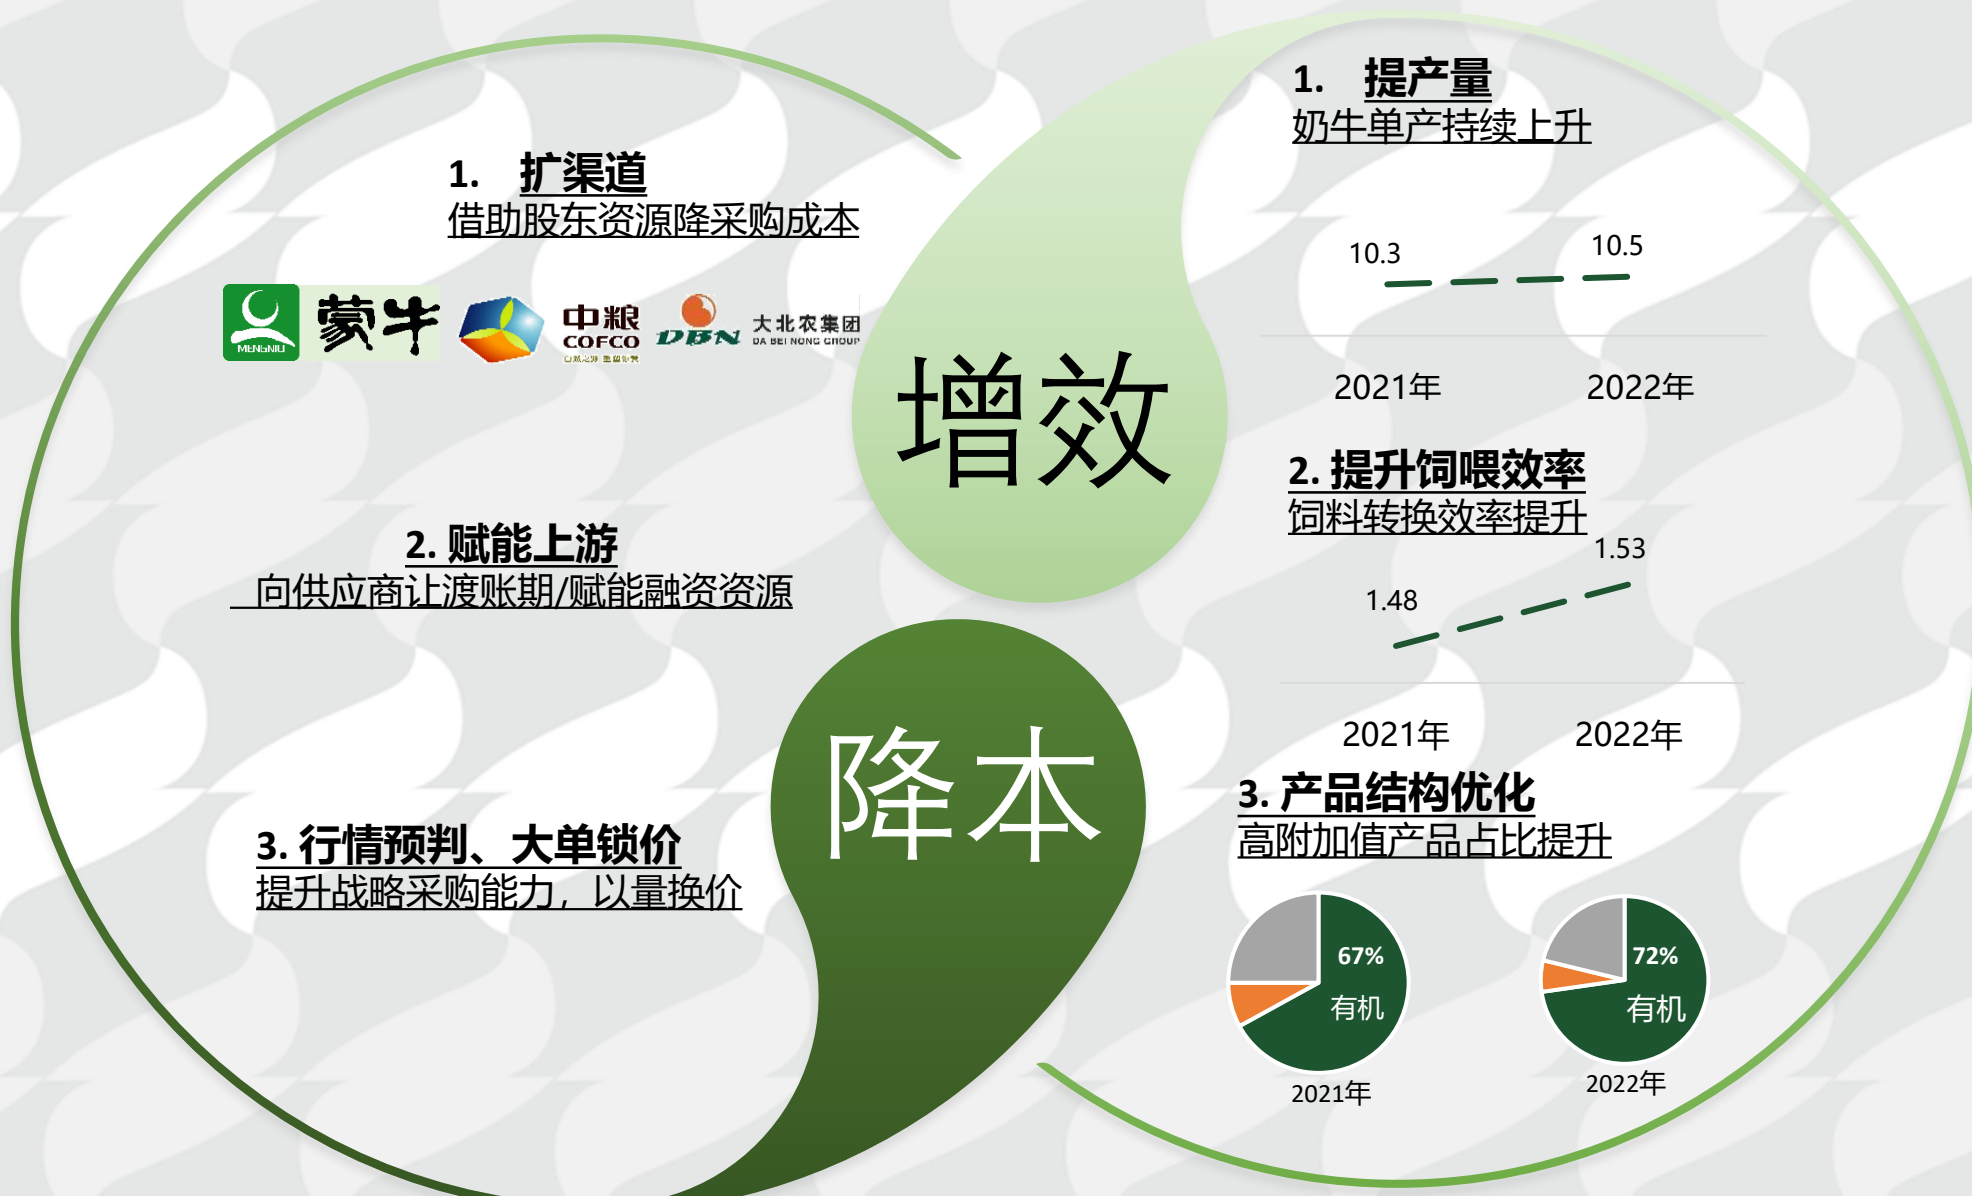 1. 扩渠道
借助股东资源降采购成本
MENGNIU
蒙牛
中粮
COFCO
DBN
大北农集团
DA BEI NONG GROUP
2. 赋能上游
向供应商让渡账期/赋能融资资源
3. 行情预判、大单锁价
提升战略采购能力，以量换价
增效
降本
1. 提产量
奶牛单产持续上升
10.3
10.5
2021年
2022年
2. 提升饲喂效率
饲料转换效率提升
1.48
1.53
2021年
2022年
3. 产品结构优化
高附加值产品占比提升
67%
有机
2021年
72%
有机
2022年